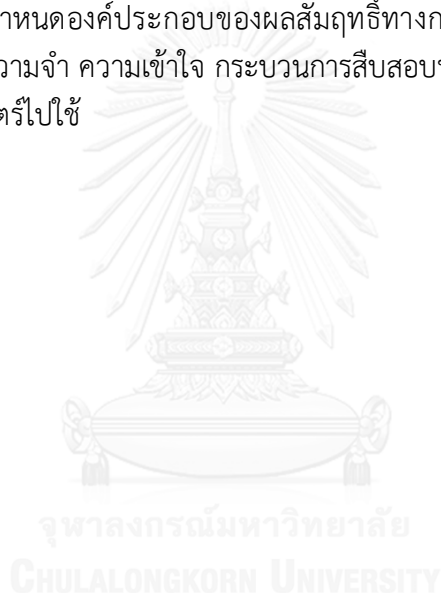 ำหนดองค์ประกอบของผลสัมฤทธิ์ทางก
วามจำ ความเข้าใจ กระบวนการสืบสอบ
ตร์ไปใช้
จุฬาลงกรณ์มหาวิทยาลัย
CHULALONGKORN UNIVERSITY